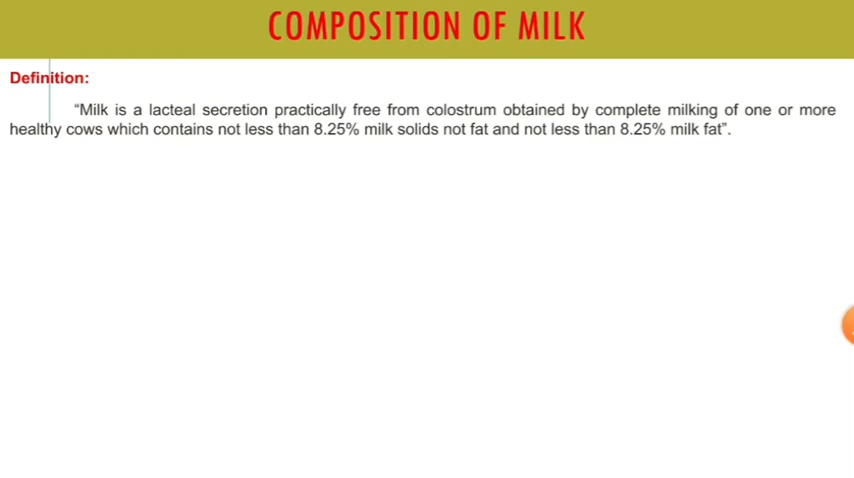 COMPOSITION OF MILK
Definition:
“Milk is a lacteal secretion practically free from colostrum obtained by complete milking of one or more
healthy cows which contains not less than 8.25% milk solids not fat and not less than 8.25% milk fat”.